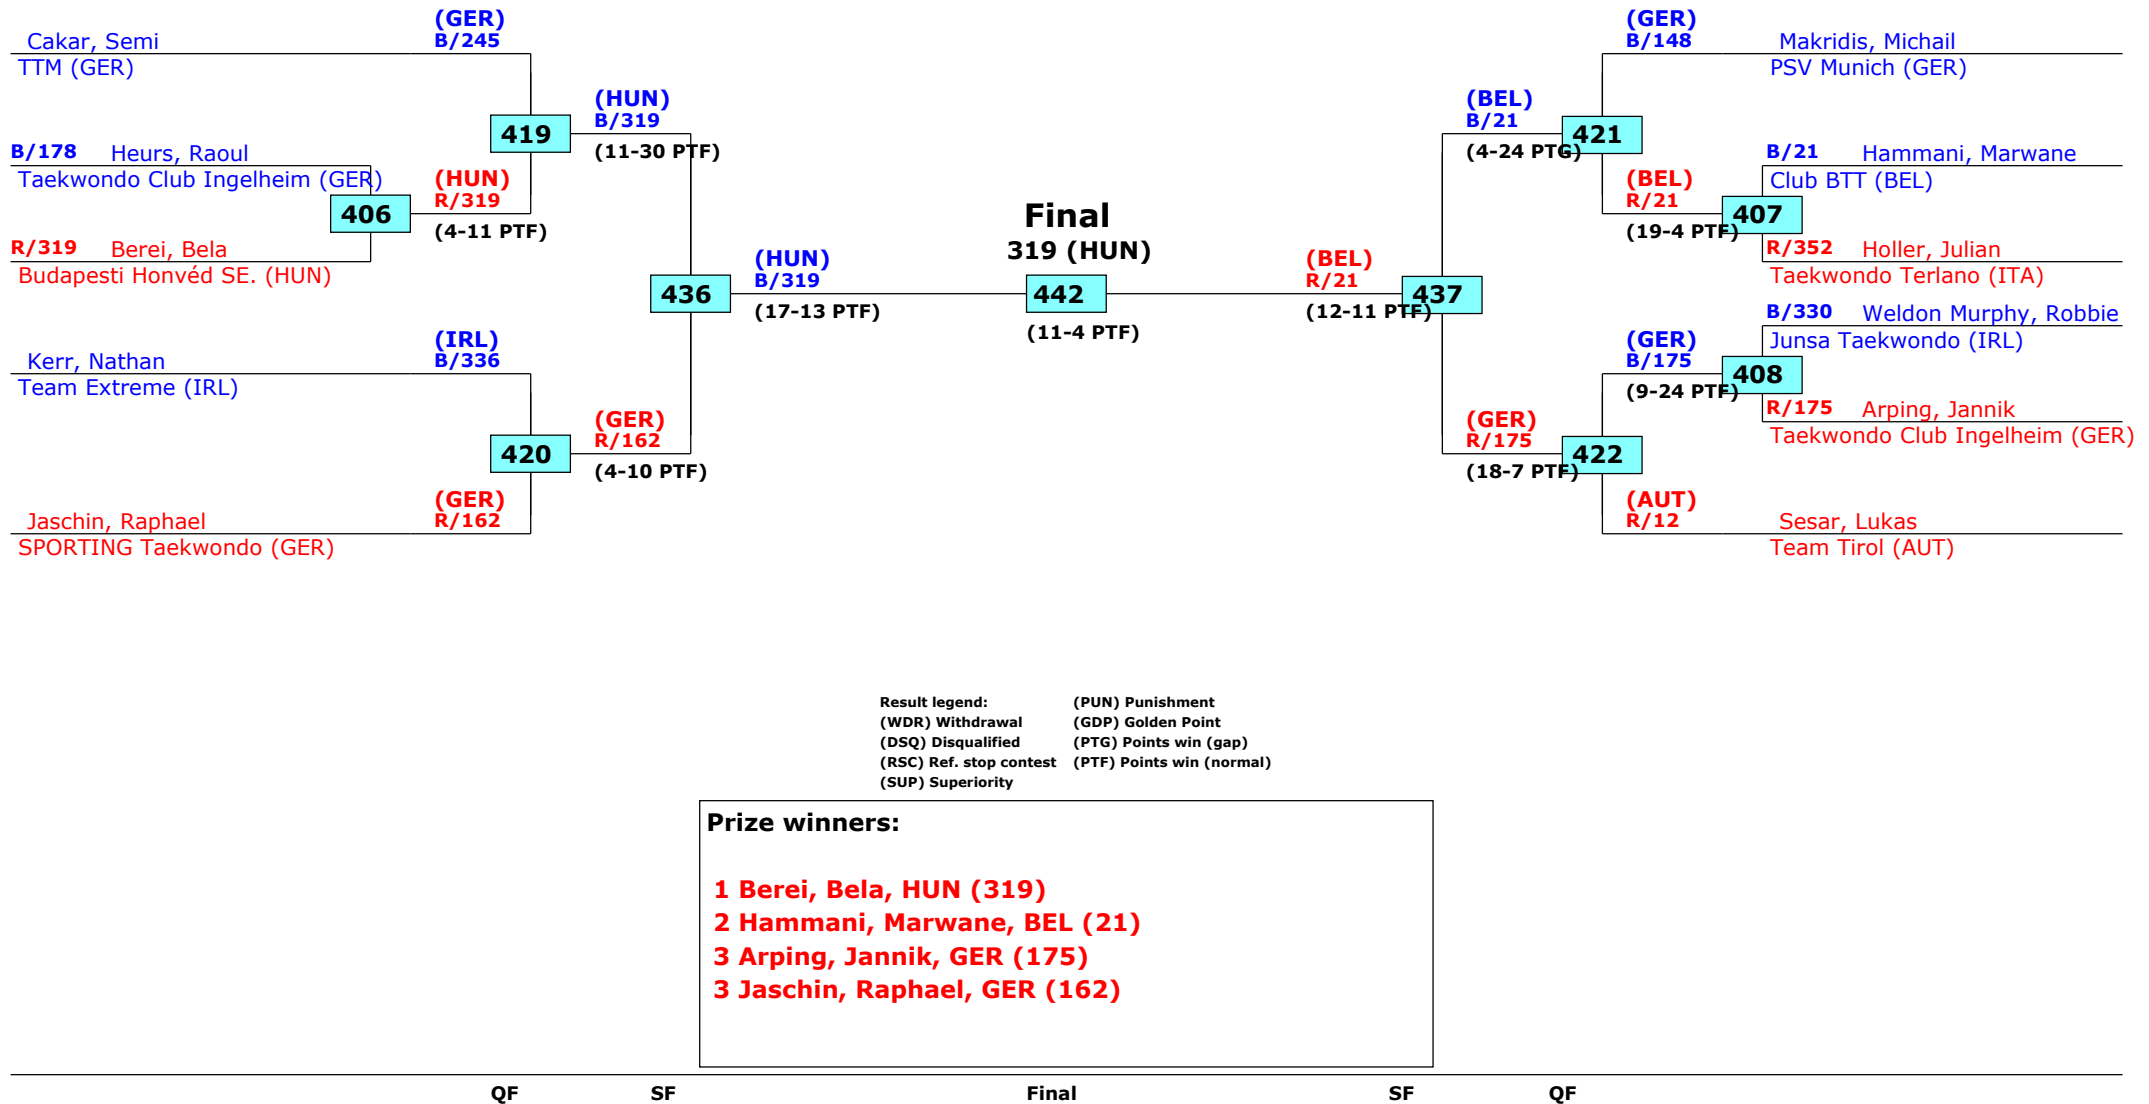 (GER)
B/245
Cakar, Semi
TTM (GER)
(HUN)
B/319
419
(11-30 PTF)
B/178 Heurs, Raoul
Taekwondo Club Ingelheim (GER)
(HUN)
R/319
406
(4-11 PTF)
R/319 Berei, Bela
Budapesti Honvéd SE. (HUN)
(HUN)
B/319
436
(17-13 PTF)
(IRL)
B/336
Kerr, Nathan
Team Extreme (IRL)
(GER)
R/162
420
(4-10 PTF)
(GER)
R/162
Jaschin, Raphael
SPORTING Taekwondo (GER)
Final
319 (HUN)
442
(11-4 PTF)
(GER)
B/148
Makridis, Michail
PSV Munich (GER)
(BEL)
B/21
421
(4-24 PTG)
B/21 Hammani, Marwane
Club BTT (BEL)
(BEL)
R/21
407
(19-4 PTF)
R/352 Holler, Julian
Taekwondo Terlano (ITA)
(BEL)
R/21
437
(12-11 PTF)
B/330 Weldon Murphy, Robbie
Junsa Taekwondo (IRL)
(GER)
B/175
408
(9-24 PTF)
R/175 Arping, Jannik
Taekwondo Club Ingelheim (GER)
(GER)
R/175
422
(18-7 PTF)
(AUT)
R/12
Sesar, Lukas
Team Tirol (AUT)
Result legend: (PUN) Punishment
(WDR) Withdrawal (GDP) Golden Point
(DSQ) Disqualified (PTG) Points win (gap)
(RSC) Ref. stop contest (PTF) Points win (normal)
(SUP) Superiority
Prize winners:
1 Berei, Bela, HUN (319)
2 Hammani, Marwane, BEL (21)
3 Arping, Jannik, GER (175)
3 Jaschin, Raphael, GER (162)
QF SF Final SF QF